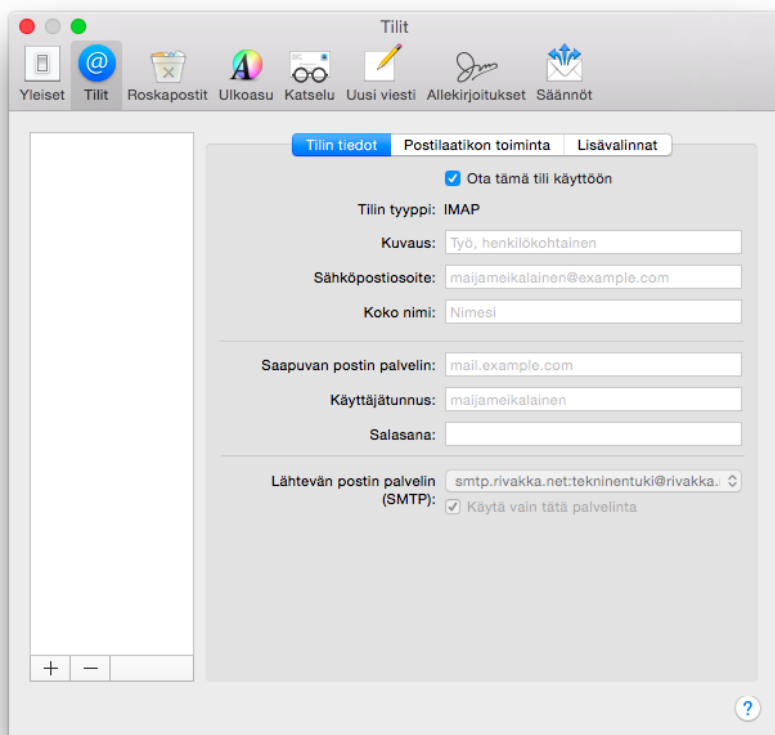 Tilit
Yleiset Tilit Roskapostit Ulkoasu Katselu Uusi viesti Allekirjoitukset Säännöt
Tilin tiedot Postilaatikon toiminta Lisävalinnat
Ota tämä tili käyttöön
Tilin tyyppi: IMAP
Kuvaus: Työ, henkilökohtainen
Sähköpostiosoite: maijameikalainen@example.com
Koko nimi: Nimesi
Saapuvan postin palvelin: mail.example.com
Käyttäjätunnus: maijameikalainen
Salasana:
Lähtevän postin palvelin smtp.rivakka.net:tekninentuki@rivakka.
(SMTP): Käytä vain tätä palvelinta
+ − 
?